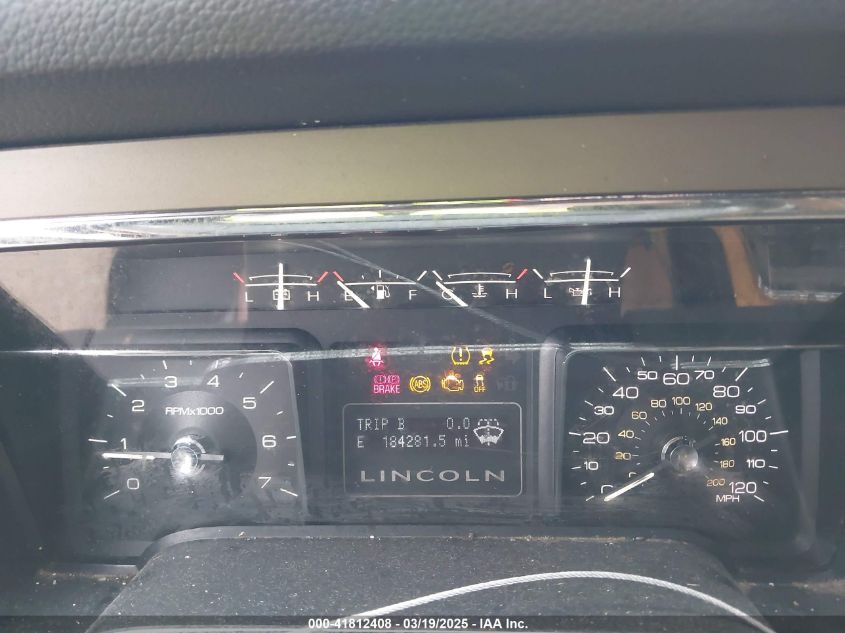 L H E F C H L H
0 1 2 3 4 5 6 7
RPMx1000
BRAKE
ABS
OFF
TRIP B 0.0
E 184281.5 mi
LINCOLN
0 10 20 30 40 50 60 70 80 90 100 110 120
MPH
0 20 40 60 80 100 120 140 160 180 200
000-41812408 - 03/19/2025 - IAA Inc.